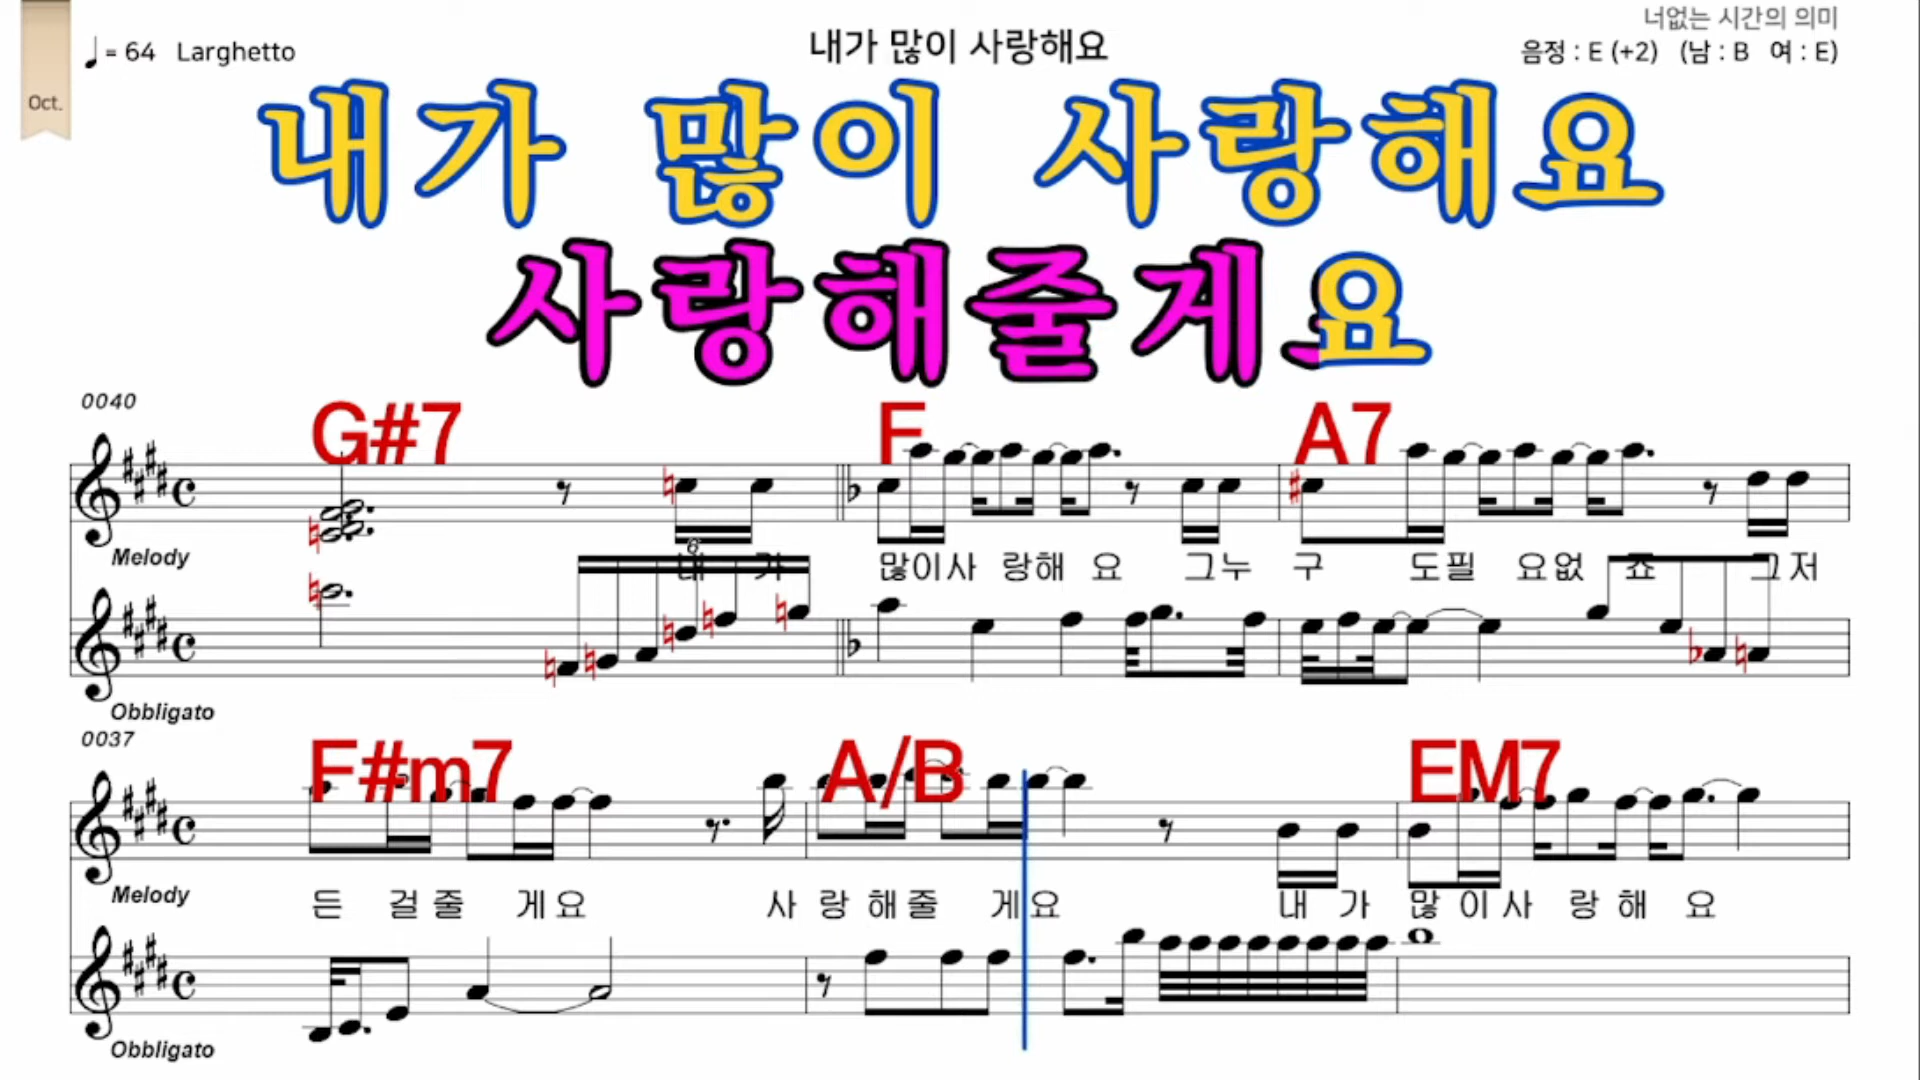 너없는 시간의 의미
♩= 64 Larghetto
내가 많이 사랑해요
음정 : E (+2) (남 : B 여 : E)
Oct.
내가 많이 사랑해요
사랑해줄게요
0040
G#7 F A7
Melody
6
내 가 많이사 랑해 요 그누 구 도필 요없 죠 그저
Obbligato
0037
F#m7 A/B EM7
Melody
든 걸 줄 게요 사 랑 해줄 게요 내 가 많 이사 랑 해 요
Obbligato